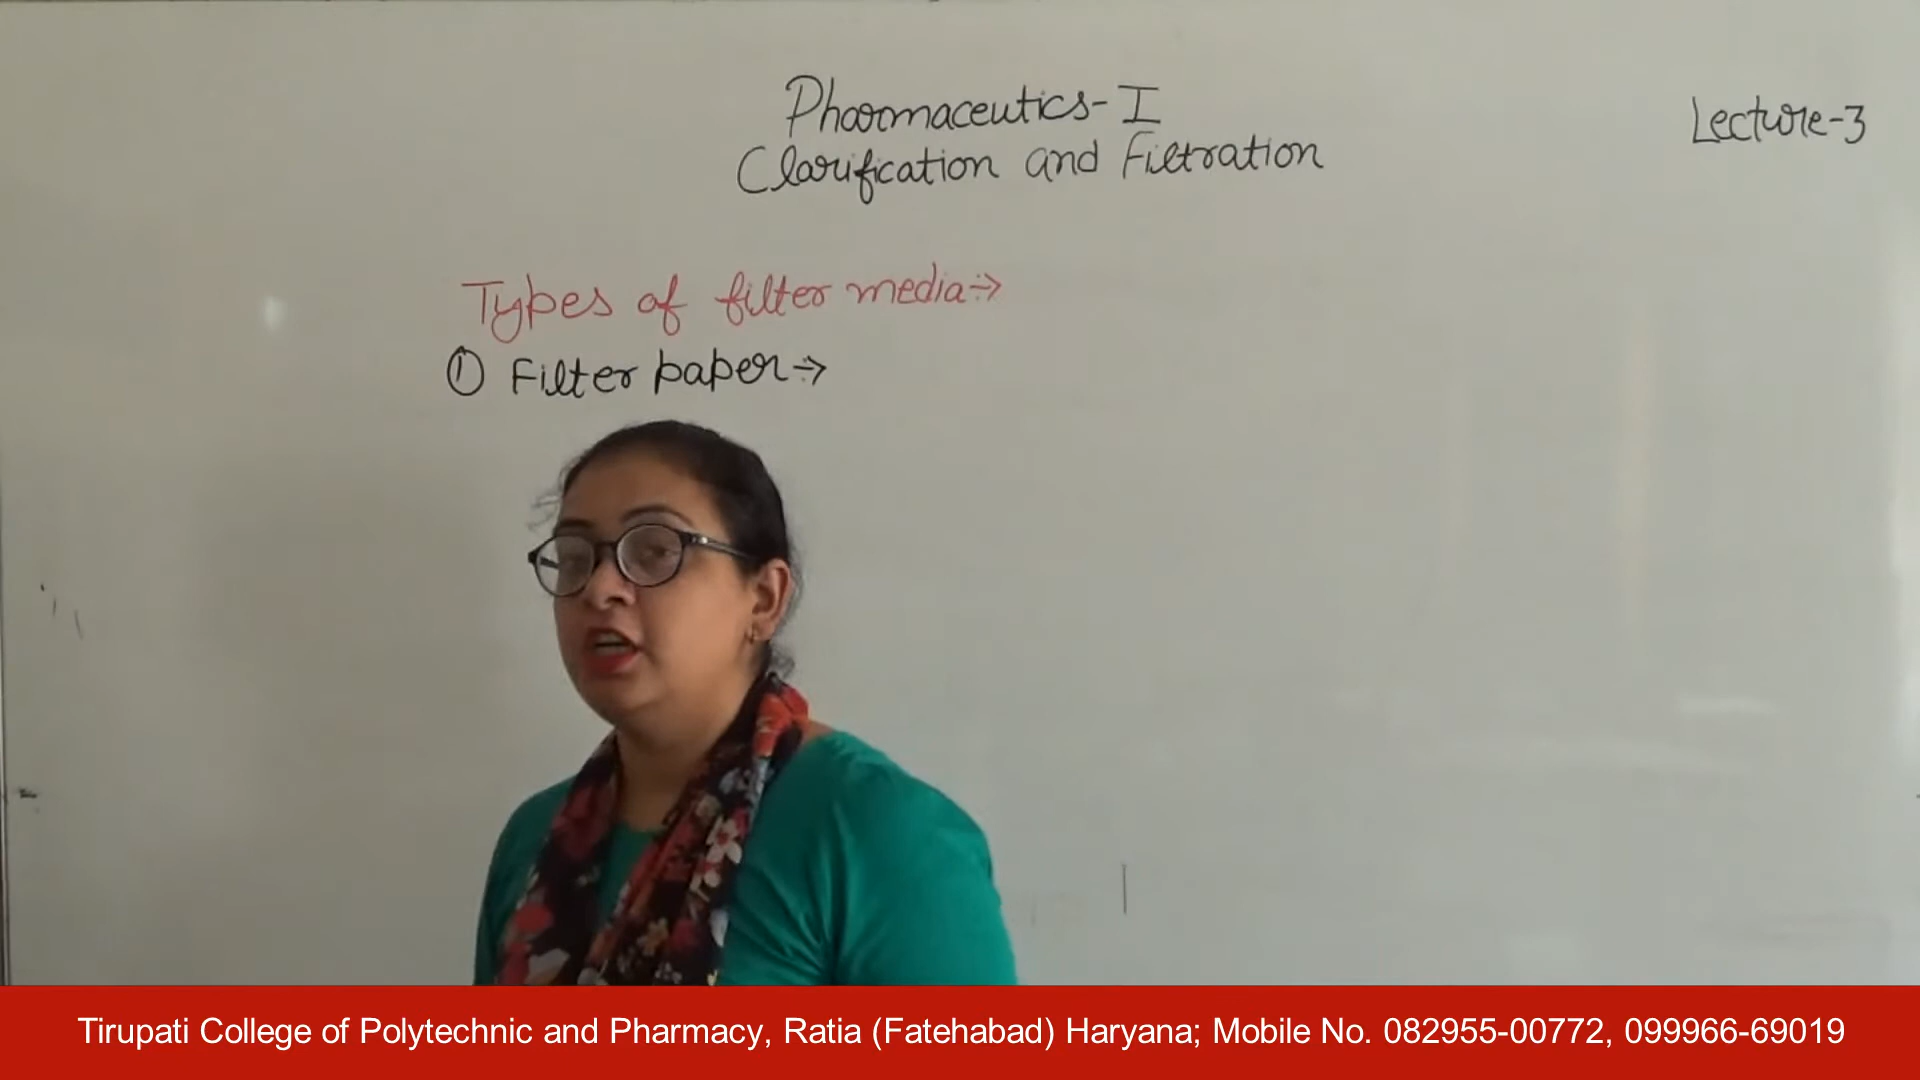 Pharmaceutics-I
Clarification and Filtration
Lecture-3
Types of filter media:→
① Filter paper:→
Tirupati College of Polytechnic and Pharmacy, Ratia (Fatehabad) Haryana; Mobile No. 082955-00772, 099966-69019